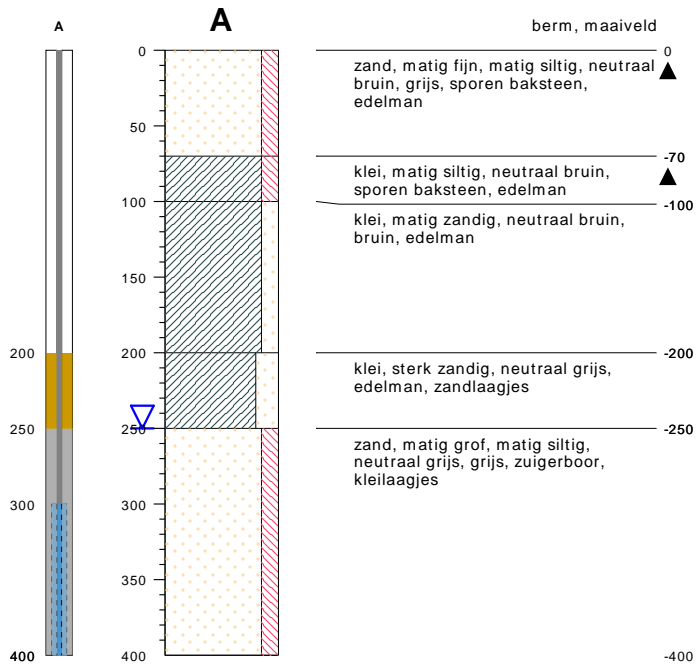 A
A
berm, maaiveld
0
0
zand, matig fijn, matig siltig, neutraal
bruin, grijs, sporen baksteen,
edelman
50
-70
klei, matig siltig, neutraal bruin,
sporen baksteen, edelman
100
-100
klei, matig zandig, neutraal bruin,
bruin, edelman
150
200
200
-200
klei, sterk zandig, neutraal grijs,
edelman, zandlaagjes
250
250
-250
zand, matig grof, matig siltig,
neutraal grijs, grijs, zuigerboor,
kleilaagjes
300
300
350
400
400
-400